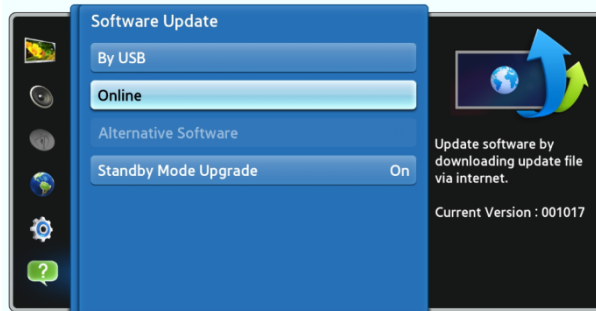 Software Update
By USB
Online
Alternative Software
Standby Mode Upgrade On
Update software by
downloading update file
via internet.
Current Version : 001017
?